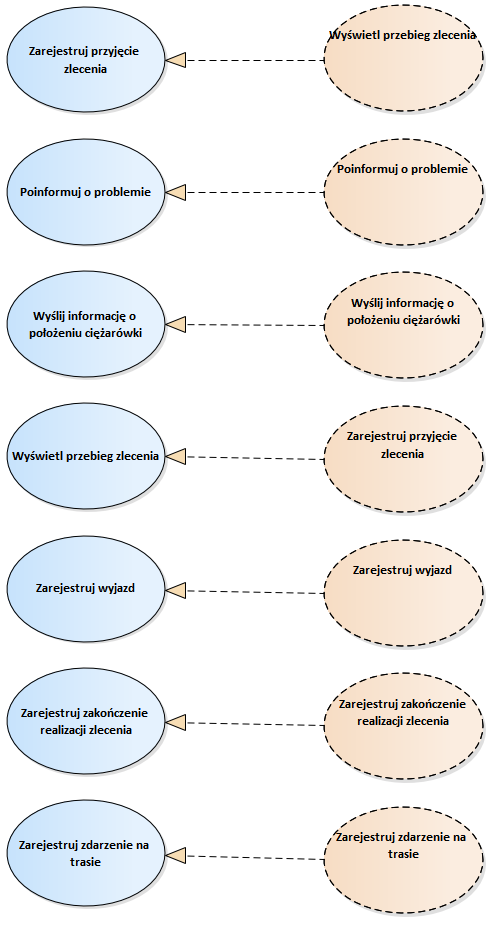 Zarejestruj przyjęcie
zlecenia
Wyświetl przebieg zlecenia
Poinformuj o problemie
Poinformuj o problemie
Wyślij informację o
położeniu ciężarówki
Wyślij informację o
położeniu ciężarówki
Wyświetl przebieg zlecenia
Zarejestruj przyjęcie
zlecenia
Zarejestruj wyjazd
Zarejestruj wyjazd
Zarejestruj zakończenie
realizacji zlecenia
Zarejestruj zakończenie
realizacji zlecenia
Zarejestruj zdarzenie na
trasie
Zarejestruj zdarzenie na
trasie